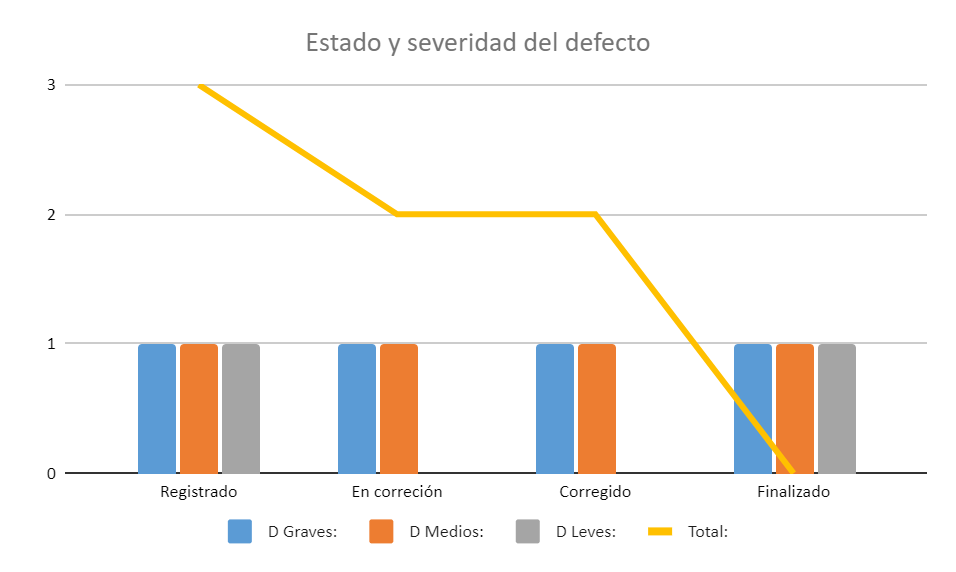 Estado y severidad del defecto
3
2
1
0
Registrado En correción Corregido Finalizado
D Graves: D Medios: D Leves: Total: